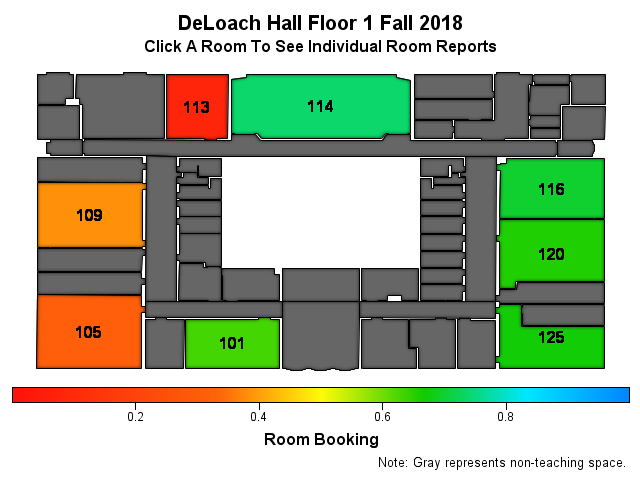 DeLoach Hall Floor 1 Fall 2018
Click A Room To See Individual Room Reports
113
114
109
116
120
105
101
125
0.2 0.4 0.6 0.8
Room Booking
Note: Gray represents non-teaching space.